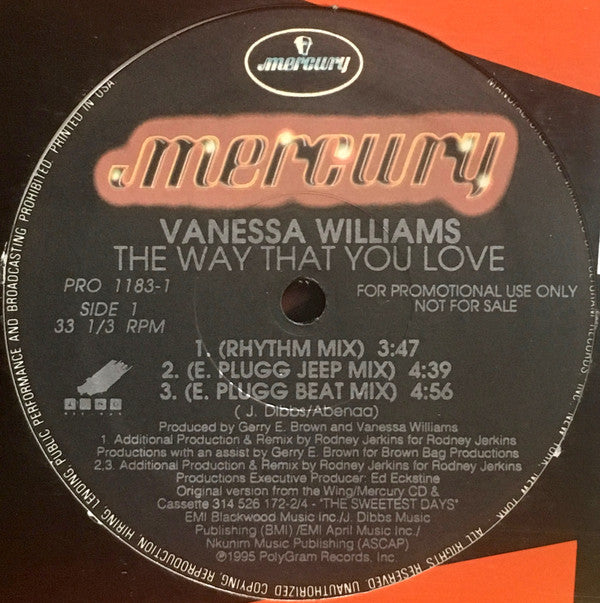 mercury
mercury
VANESSA WILLIAMS
THE WAY THAT YOU LOVE
PRO 1183-1
SIDE 1
33 1/3 RPM
FOR PROMOTIONAL USE ONLY
NOT FOR SALE
1. (RHYTHM MIX) 3:47
2. (E. PLUGG JEEP MIX) 4:39
3. (E. PLUGG BEAT MIX) 4:56
( J. Dibbs/Abenaa)
Produced by Gerry E. Brown and Vanessa Williams
1. Additional Production & Remix by Rodney Jerkins for Rodney Jerkins
Productions with an assist by Gerry E. Brown for Brown Bag Productions
2,3. Additional Production & Remix by Rodney Jerkins for Rodney Jerkins
Productions Executive Producer: Ed Eckstine
Original version from the Wing/Mercury CD &
Cassette 314 526 172-2/4 - "THE SWEETEST DAYS"
EMI Blackwood Music Inc./J. Dibbs Music
Publishing (BMI) /EMI April Music Inc./
Nkunim Music Publishing (ASCAP)
©1995 PolyGram Records, Inc
ALL RIGHTS RESERVED. UNAUTHORIZED COPYING, REPRODUCTION, HIRING, LENDING, PUBLIC PERFORMANCE AND BROADCASTING PROHIBITED. PRINTED IN USA